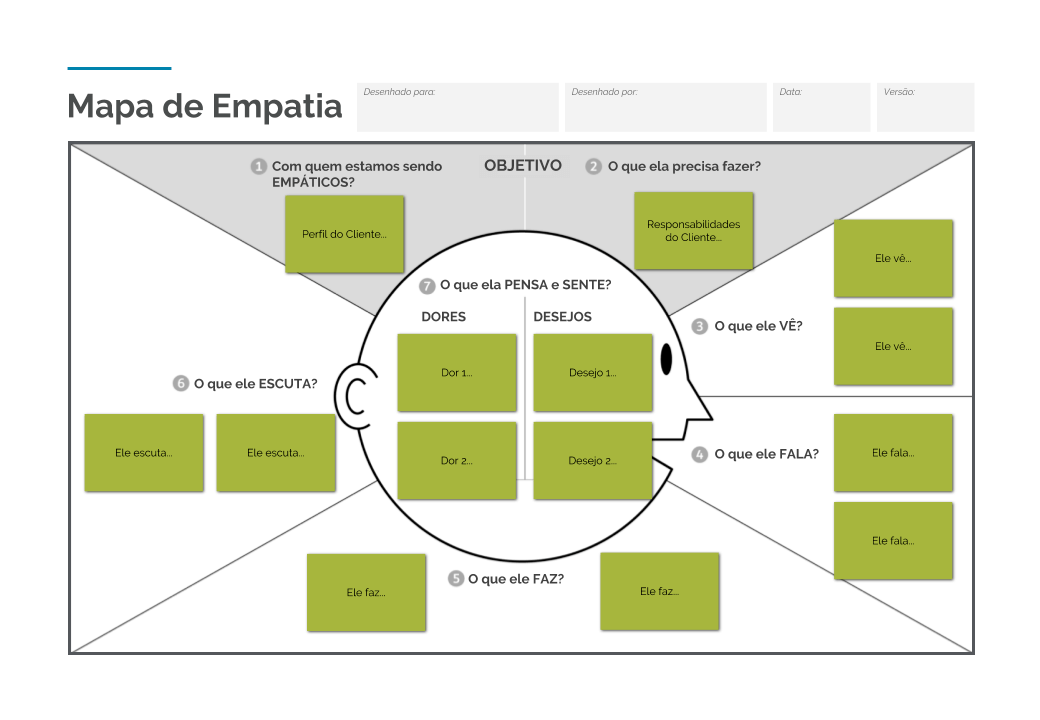 Mapa de Empatia
Desenhado para:
Desenhado por:
Data:
Versão:
1 Com quem estamos sendo
EMPÁTICOS?
OBJETIVO
2 O que ela precisa fazer?
Perfil do Cliente...
Responsabilidades
do Cliente...
Ele vê...
7 O que ela PENSA e SENTE?
DORES
DESEJOS
3 O que ele VÊ?
Ele vê...
Dor 1...
Desejo 1...
6 O que ele ESCUTA?
Ele escuta...
Ele escuta...
Dor 2...
Desejo 2...
4 O que ele FALA?
Ele fala...
Ele fala...
5 O que ele FAZ?
Ele faz...
Ele faz...